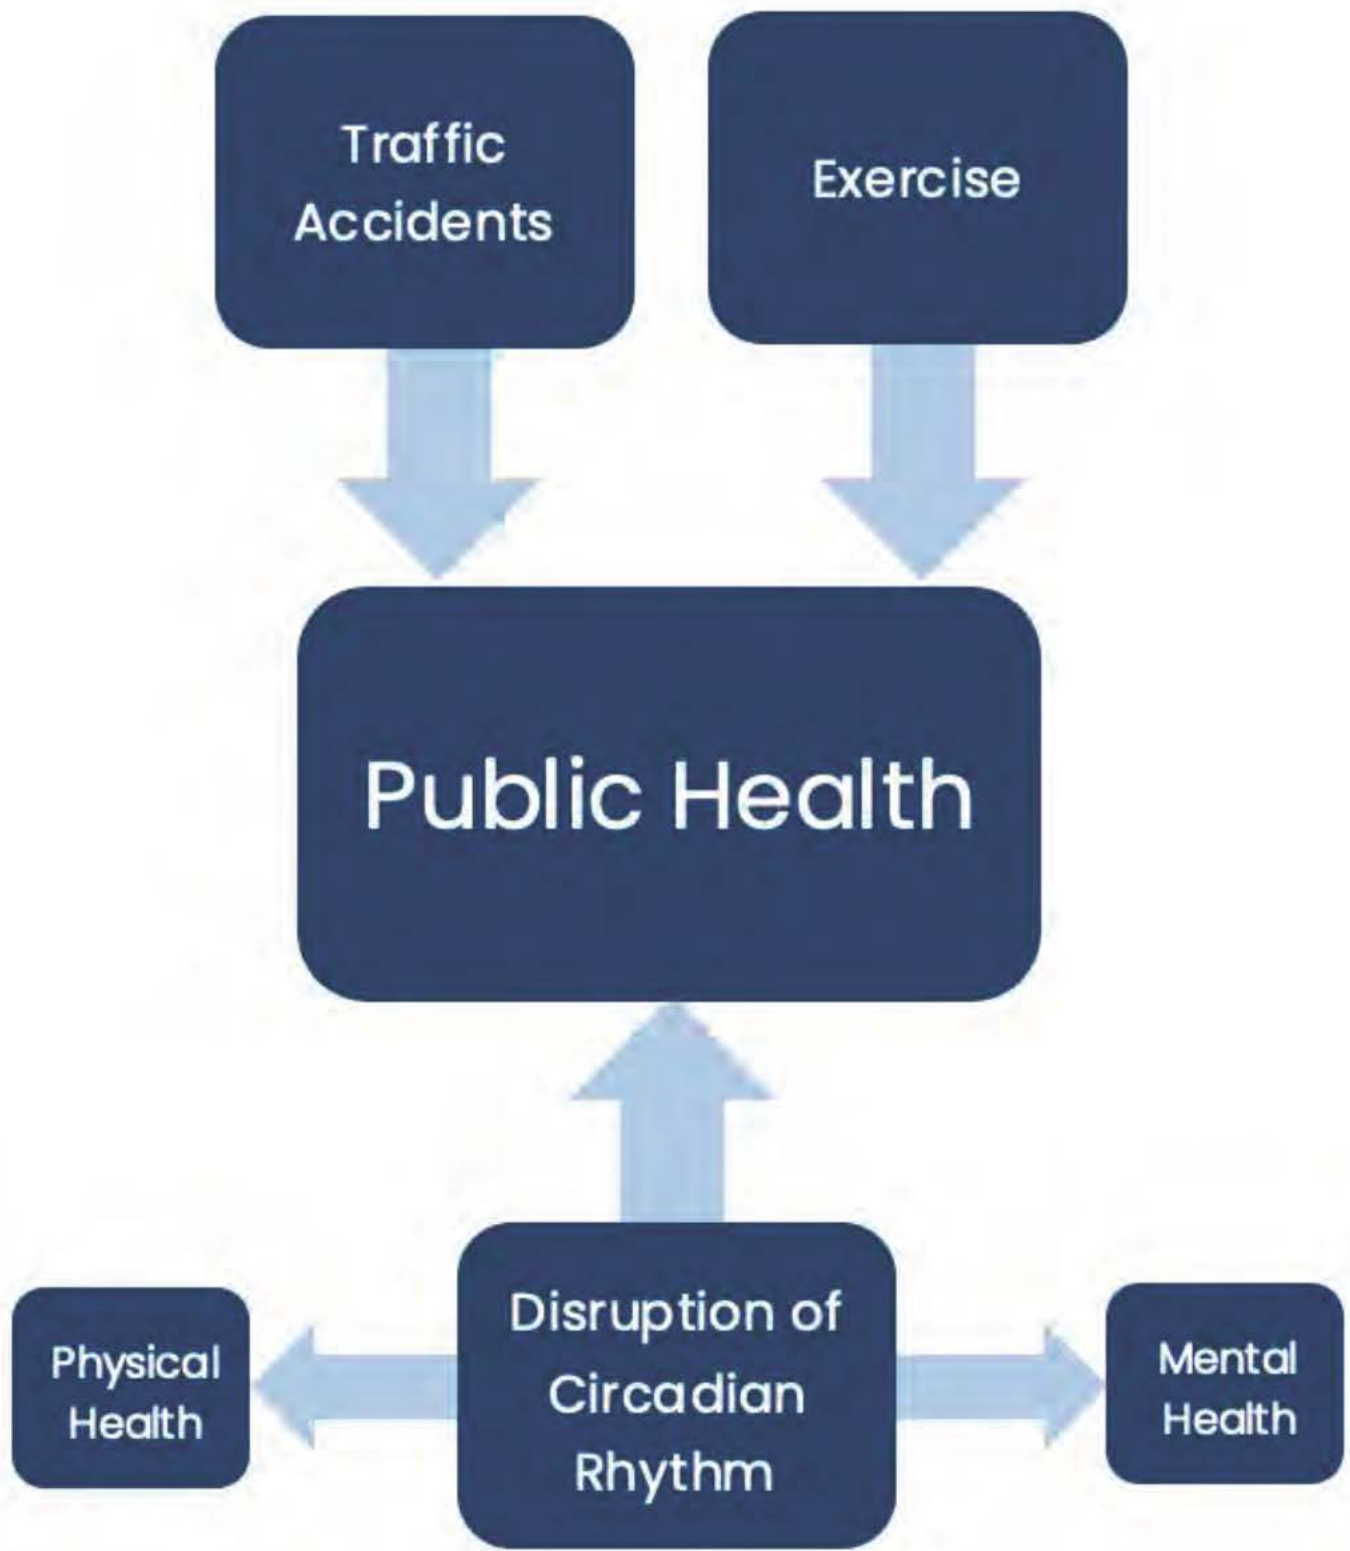 Traffic
Accidents
Exercise
Public Health
Disruption of
Circadian
Rhythm
Physical
Health
Mental
Health